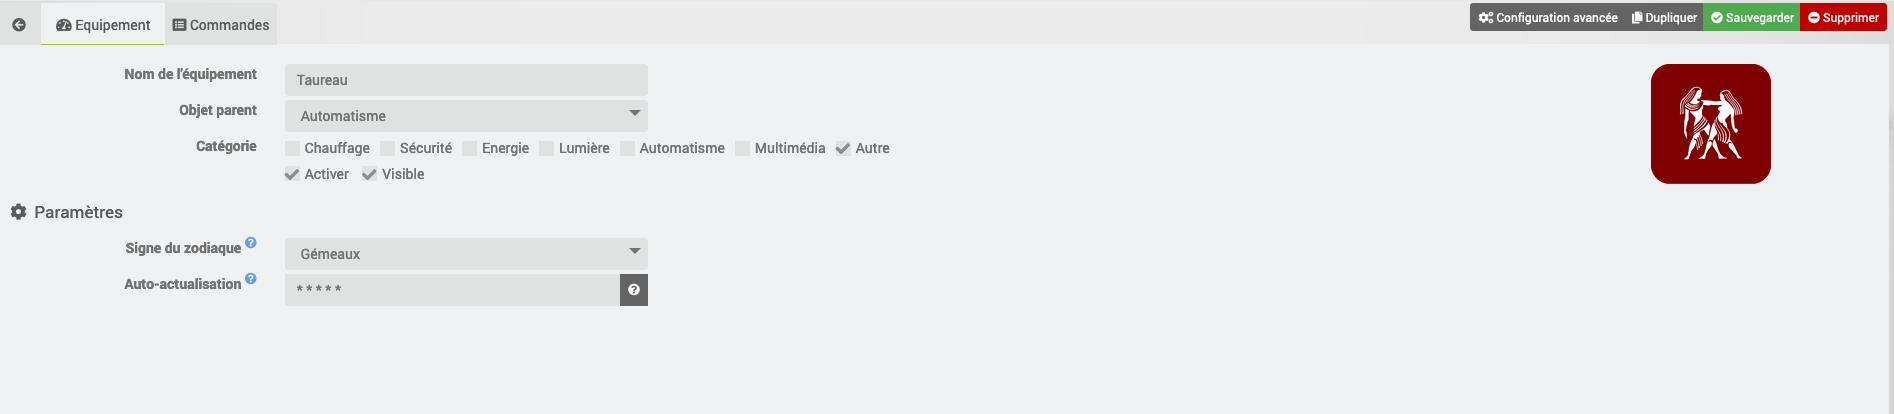 Equipement Commandes Configuration avancée Dupliquer Sauvegarder Supprimer
Nom de l'équipement Taureau
Objet parent Automatisme
Catégorie Chauffage Sécurité Energie Lumière Automatisme Multimédia Autre
Activer Visible
Paramètres
Signe du zodiaque ? Gémeaux
Auto-actualisation ? * * * * * ?